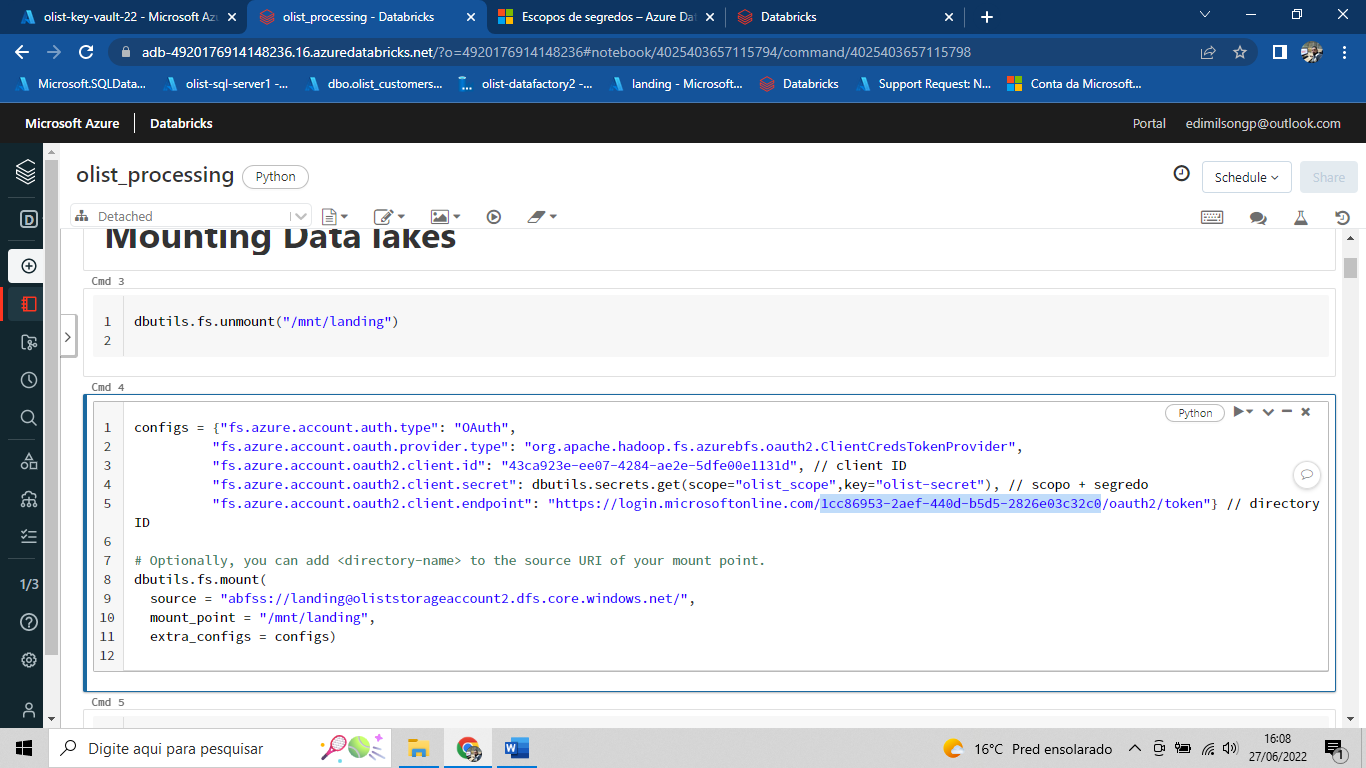 olist-key-vault-22 - Microsoft Az
olist_processing - Databricks
Escopos de segredos – Azure Da
Databricks
adb-4920176914148236.16.azuredatabricks.net/?o=4920176914148236#notebook/4025403657115794/command/4025403657115798
Microsoft.SQLData...
olist-sql-server1 -...
dbo.olist_customers...
olist-datafactory2 -...
landing - Microsoft...
Databricks
Support Request: N...
Conta da Microsoft...
Microsoft Azure
Databricks
Portal
edimilsongp@outlook.com
olist_processing
Python
Schedule
Share
D
Detached
Mounting Data lakes
Cmd 3
1 dbutils.fs.unmount("/mnt/landing")
2
Cmd 4
Python
1 configs = {"fs.azure.account.auth.type": "OAuth",
2 "fs.azure.account.oauth.provider.type": "org.apache.hadoop.fs.azurebfs.oauth2.ClientCredsTokenProvider",
3 "fs.azure.account.oauth2.client.id": "43ca923e-ee07-4284-ae2e-5dfe00e1131d", // client ID
4 "fs.azure.account.oauth2.client.secret": dbutils.secrets.get(scope="olist_scope",key="olist-secret"), // scopo + segredo
5 "fs.azure.account.oauth2.client.endpoint": "https://login.microsoftonline.com/1cc86953-2aef-440d-b5d5-2826e03c32c0/oauth2/token"} // directory
ID
6
7 # Optionally, you can add <directory-name> to the source URI of your mount point.
8 dbutils.fs.mount(
9 source = "abfss://landing@oliststorageaccount2.dfs.core.windows.net/",
10 mount_point = "/mnt/landing",
11 extra_configs = configs)
12
1/3
Cmd 5
Digite aqui para pesquisar
16°C Pred ensolarado
16:08
27/06/2022
1